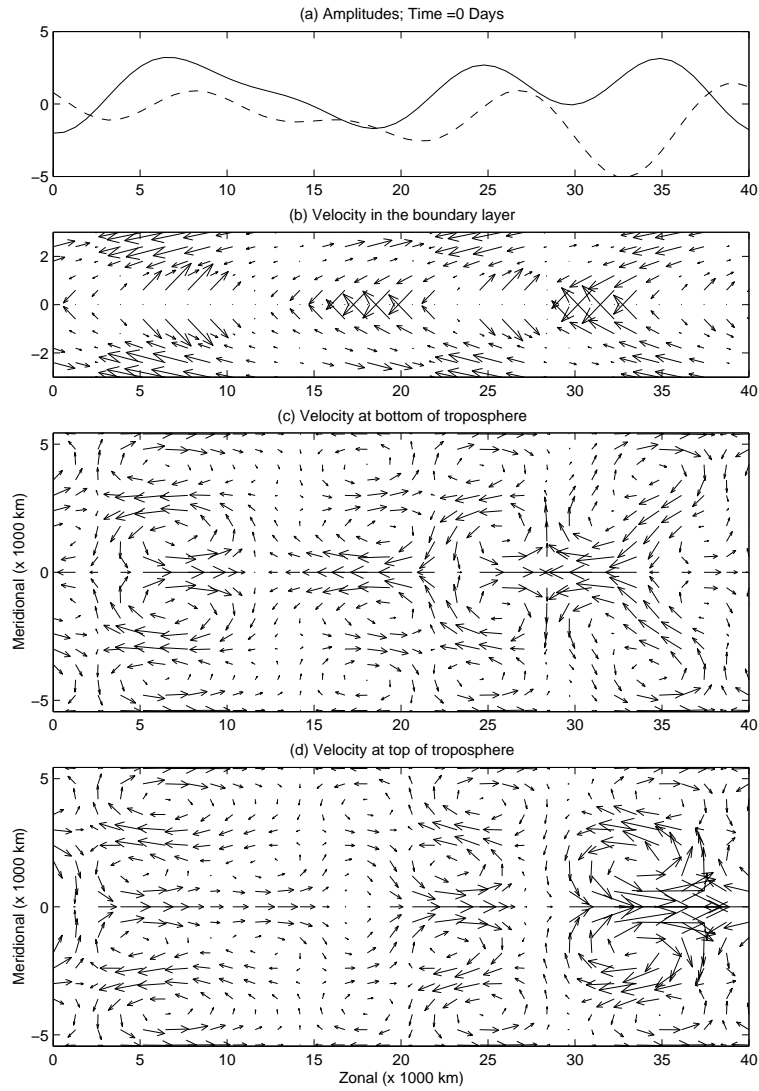 (a) Amplitudes; Time =0 Days
5
0
−5
0 5 10 15 20 25 30 35 40
(b) Velocity in the boundary layer
2
0
−2
0 5 10 15 20 25 30 35 40
(c) Velocity at bottom of troposphere
5
0
−5
Meridional (x 1000 km)
0 5 10 15 20 25 30 35 40
(d) Velocity at top of troposphere
5
0
−5
Meridional (x 1000 km)
0 5 10 15 20 25 30 35 40
Zonal (x 1000 km)